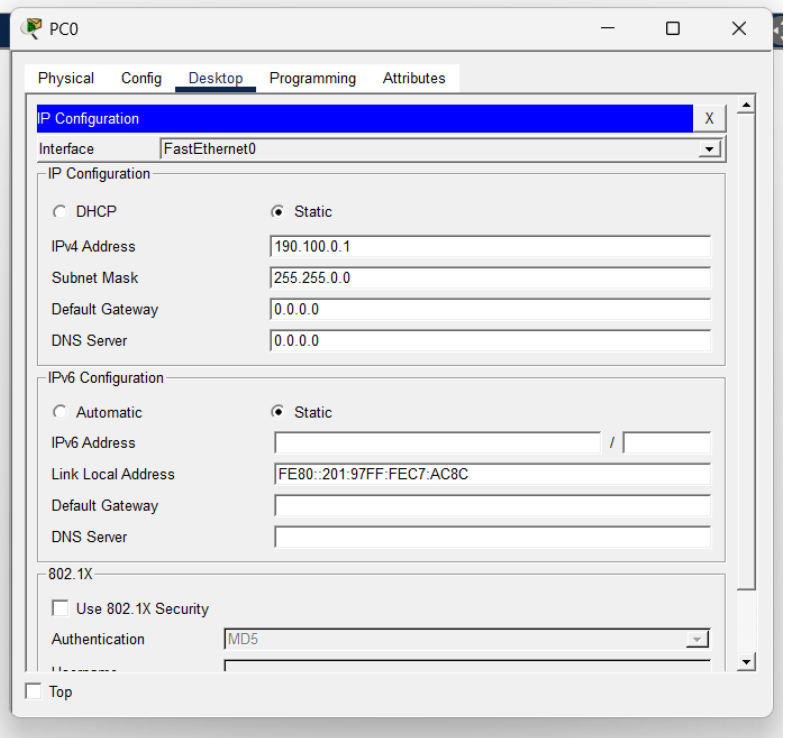 PC0
Physical Config Desktop Programming Attributes
IP Configuration X
Interface FastEthernet0
IP Configuration
DHCP Static
IPv4 Address 190.100.0.1
Subnet Mask 255.255.0.0
Default Gateway 0.0.0.0
DNS Server 0.0.0.0
IPv6 Configuration
Automatic Static
IPv6 Address /
Link Local Address FE80::201:97FF:FEC7:AC8C
Default Gateway
DNS Server
802.1X
Use 802.1X Security
Authentication MD5
Top